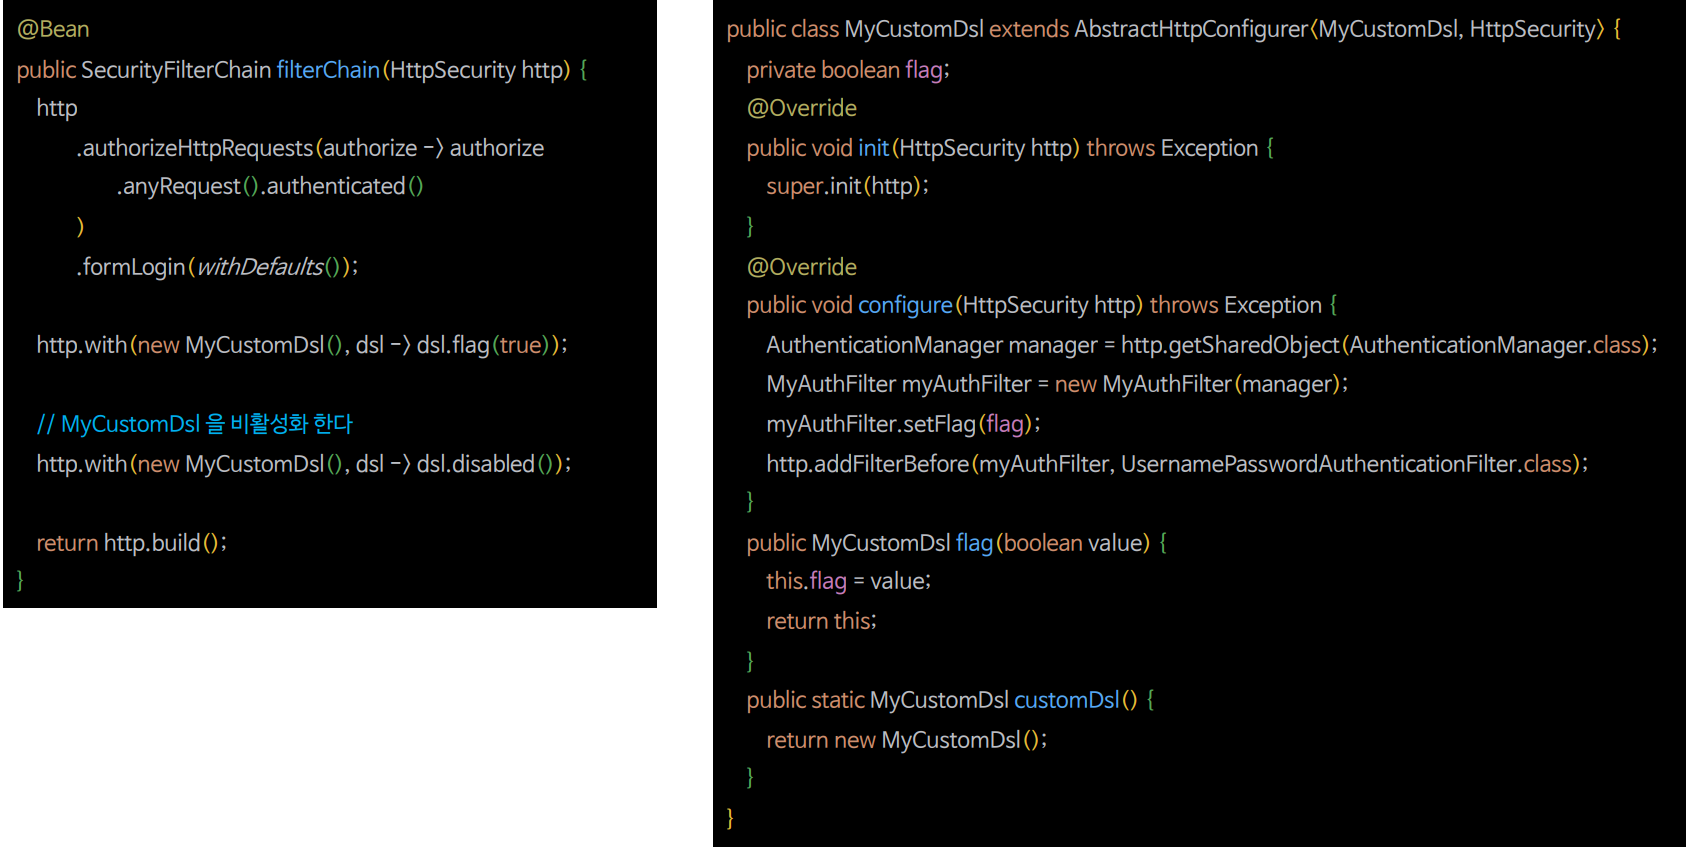 @Bean
public SecurityFilterChain filterChain(HttpSecurity http) {
http
.authorizeHttpRequests(authorize -> authorize
.anyRequest().authenticated()
)
.formLogin(withDefaults());
http.with(new MyCustomDsl(), dsl -> dsl.flag(true));
// MyCustomDsl 을 비활성화 한다
http.with(new MyCustomDsl(), dsl -> dsl.disabled());
return http.build();
}
public class MyCustomDsl extends AbstractHttpConfigurer<MyCustomDsl, HttpSecurity> {
private boolean flag;
@Override
public void init(HttpSecurity http) throws Exception {
super.init(http);
}
@Override
public void configure(HttpSecurity http) throws Exception {
AuthenticationManager manager = http.getSharedObject(AuthenticationManager.class);
MyAuthFilter myAuthFilter = new MyAuthFilter(manager);
myAuthFilter.setFlag(flag);
http.addFilterBefore(myAuthFilter, UsernamePasswordAuthenticationFilter.class);
}
public MyCustomDsl flag(boolean value) {
this.flag = value;
return this;
}
public static MyCustomDsl customDsl() {
return new MyCustomDsl();
}
}